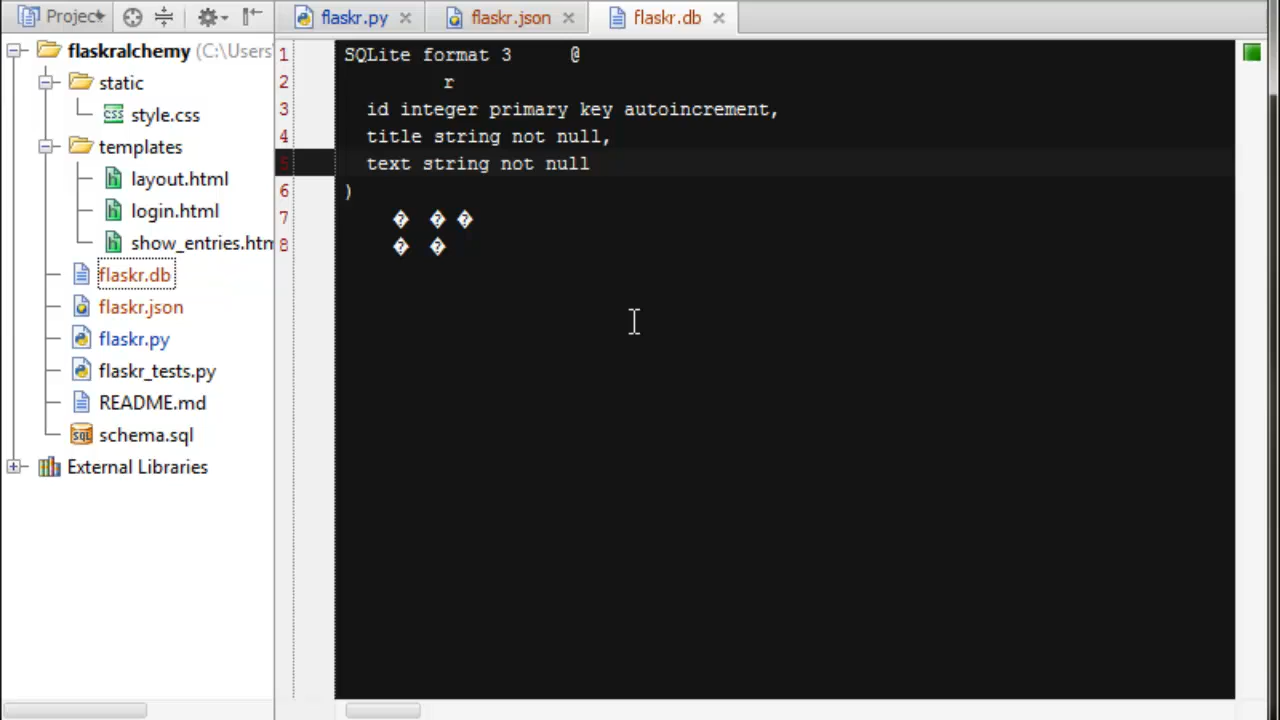 Project
flaskr.py
flaskr.json
flaskr.db
flaskralchemy (C:\Users
static
style.css
templates
layout.html
login.html
show_entries.htm
flaskr.db
flaskr.json
flaskr.py
flaskr_tests.py
README.md
schema.sql
External Libraries
1 SQLite format 3 @
2 r
3 id integer primary key autoincrement,
4 title string not null,
5 text string not null
6 )
7 � � �
8 � �